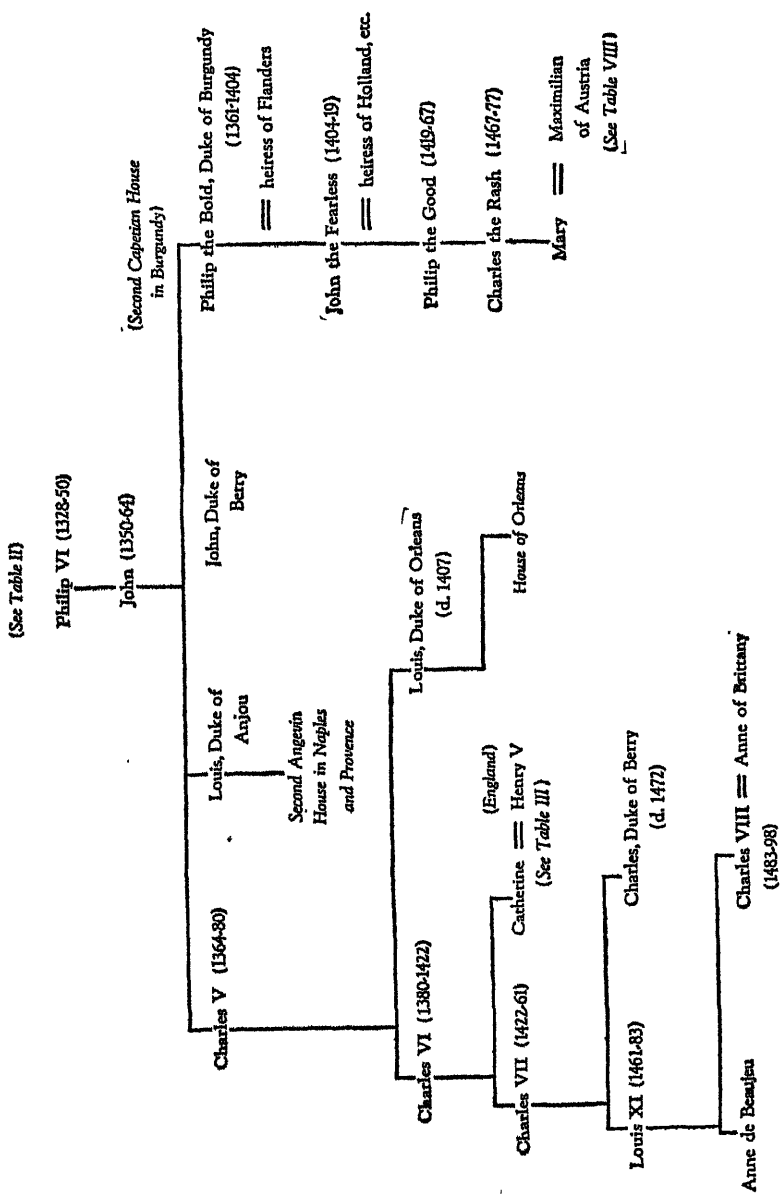 (See Table II)
Philip VI (1328-50)
John (1350-64)
(Second Capetian House
in Burgundy)
Charles V (1364-80)
Louis, Duke of
Anjou
Second Angevin
House in Naples
and Provence
John, Duke of
Berry
Philip the Bold, Duke of Burgundy
(1361-1404)
= heiress of Flanders
John the Fearless (1404-19)
= heiress of Holland, etc.
Philip the Good (1419-67)
Charles the Rash (1467-77)
Mary = Maximilian
of Austria
(See Table VIII)
Charles VI (1380-1422)
Louis, Duke of Orleans
(d. 1407)
House of Orleans
Charles VII (1422-61)
(England)
Catherine = Henry V
(See Table III)
Louis XI (1461-83)
Charles, Duke of Berry
(d. 1472)
Anne de Beaujeu
Charles VIII = Anne of Brittany
(1483-98)